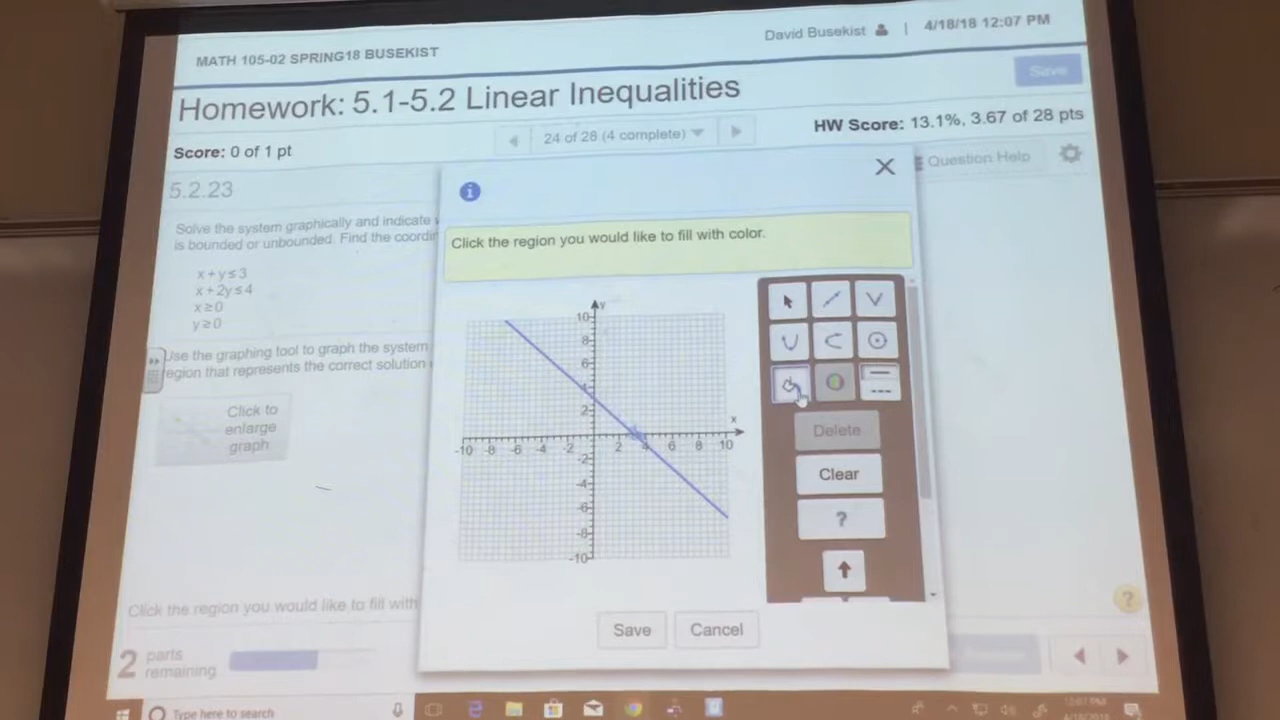 David Busekist | 4/18/18 12:07 PM
MATH 105-02 SPRING18 BUSEKIST
Homework: 5.1-5.2 Linear Inequalities
Save
Score: 0 of 1 pt
24 of 28 (4 complete)
HW Score: 13.1%, 3.67 of 28 pts
5.2.23
Question Help
Solve the system graphically and indicate
is bounded or unbounded. Find the
x+y≤3
x+2y≤4
x≥0
y≥0
Use the graphing tool to graph the system
region that represents the correct solution
Click to
enlarge
graph
Click the region you would like to fill with
2 parts
remaining
Click the region you would like to fill with color.
y
10
8
6
4
2
x
-10 -8 -6 -4 -2 2 4 6 8 10
-2
-4
-6
-8
-10
Delete
Clear
?
Save
Cancel
?
Type here to search
12:07 PM